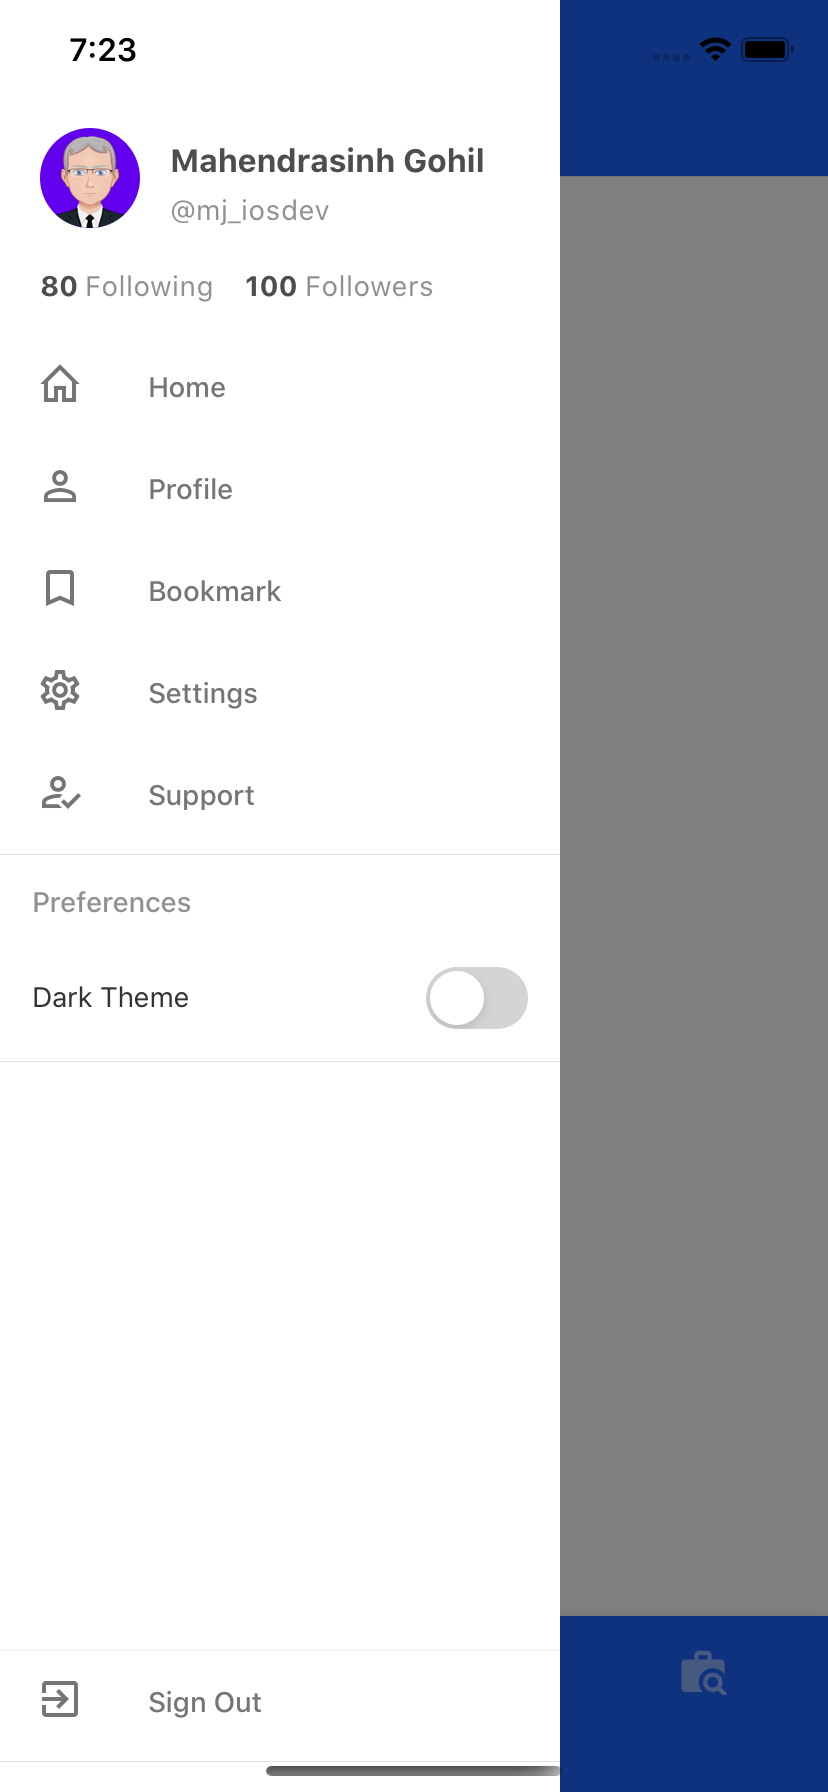 7:23
Mahendrasinh Gohil
@mj_iosdev
80 Following 100 Followers
Home
Profile
Bookmark
Settings
Support
Preferences
Dark Theme
Sign Out